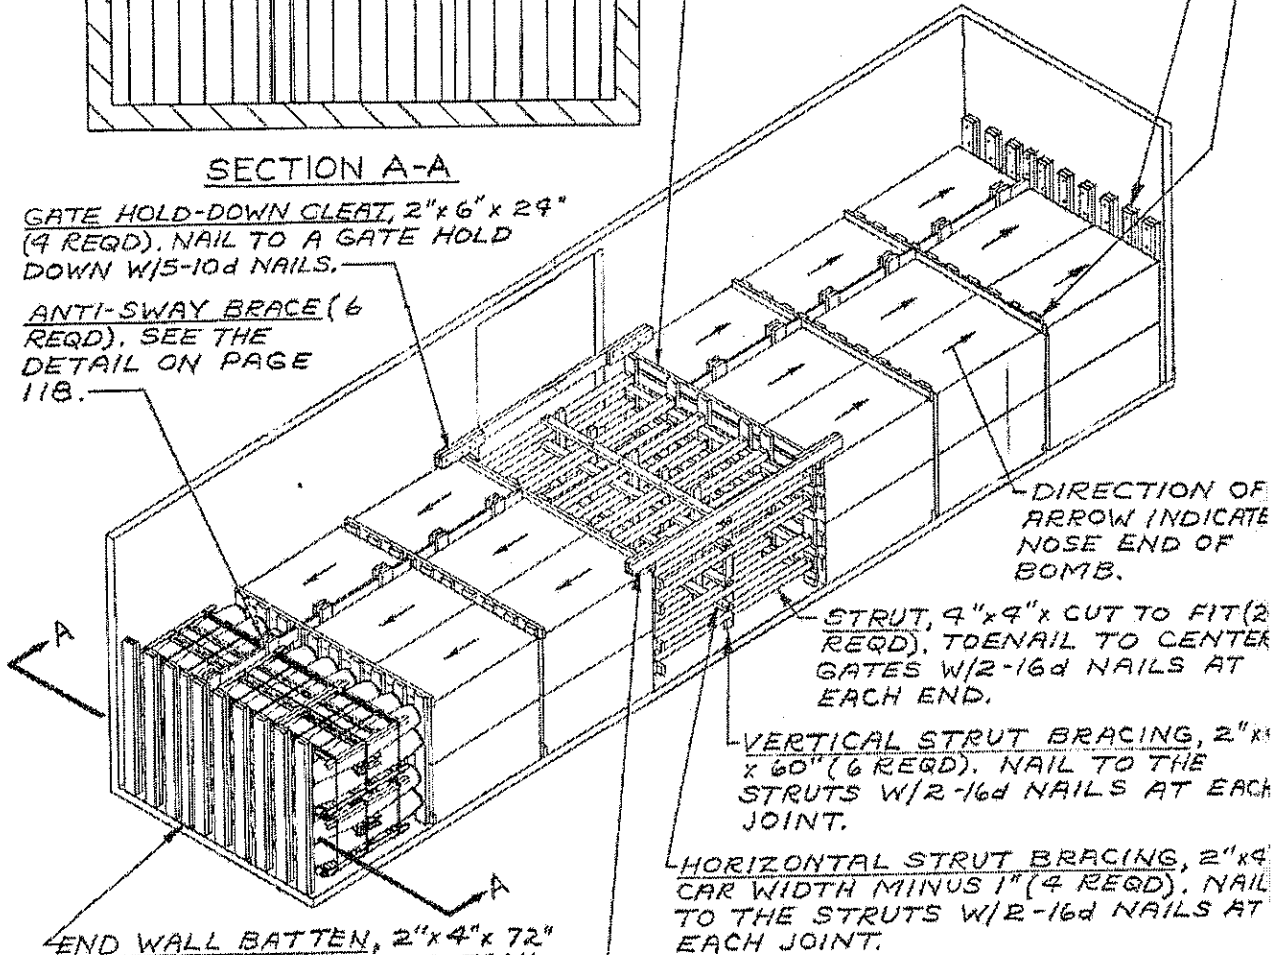 SECTION A-A
GATE HOLD-DOWN CLEAT, 2"x6"x24"
(4 REQD). NAIL TO A GATE HOLD
DOWN W/5-10d NAILS.
ANTI-SWAY BRACE (6
REQD). SEE THE
DETAIL ON PAGE
118.
DIRECTION OF
ARROW INDICATE
NOSE END OF
BOMB.
STRUT, 4"x4"x CUT TO FIT (2
REQD). TOENAIL TO CENTER
GATES W/2-16d NAILS AT
EACH END.
VERTICAL STRUT BRACING, 2"x
x 60" (6 REQD). NAIL TO THE
STRUTS W/2-16d NAILS AT EACH
JOINT.
HORIZONTAL STRUT BRACING, 2"x4"
CAR WIDTH MINUS 1" (4 REQD). NAIL
TO THE STRUTS W/2-16d NAILS AT
EACH JOINT.
A
A
END WALL BATTEN, 2"x4"x 72"